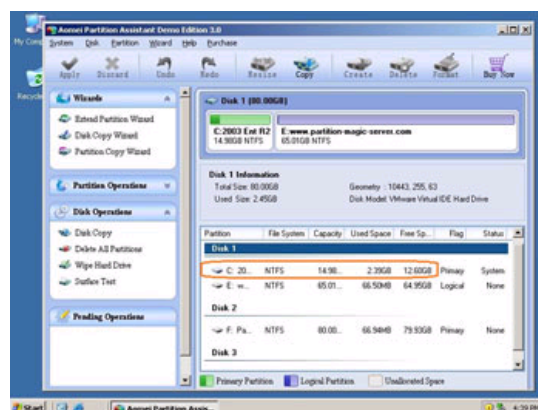 Aomei Partition Assistant Demo Edition 3.0
My Comp
System Disk Partition Wizard Help Purchase
Apply Discard Undo Redo Resize Copy Create Delete Format Buy Now
Recycle
Wizards
Extend Partition Wizard
Disk Copy Wizard
Partition Copy Wizard
Partition Operations
Disk Operations
Disk Copy
Delete All Partitions
Wipe Hard Drive
Surface Test
Pending Operations
Disk 1 (80.00GB)
C:2003 Ent R2
14.98GB NTFS
E:www.partition-magic-server.com
65.01GB NTFS
Disk 1 Information
Total Size: 80.00GB
Geometry : 10443, 255, 63
Used Size: 2.45GB
Disk Model: VMware Virtual IDE Hard Drive
Partition File System Capacity Used Space Free Sp... Flag Status
Disk 1
C: 20... NTFS 14.98... 2.39GB 12.60GB Primary System
E: w... NTFS 65.01... 66.50MB 64.95GB Logical None
Disk 2
F: Pa... NTFS 80.00... 66.94MB 79.93GB Primary None
Disk 3
Primary Partition Logical Partition Unallocated Space
Start
Aomei Partition Assis...
4:39 PM